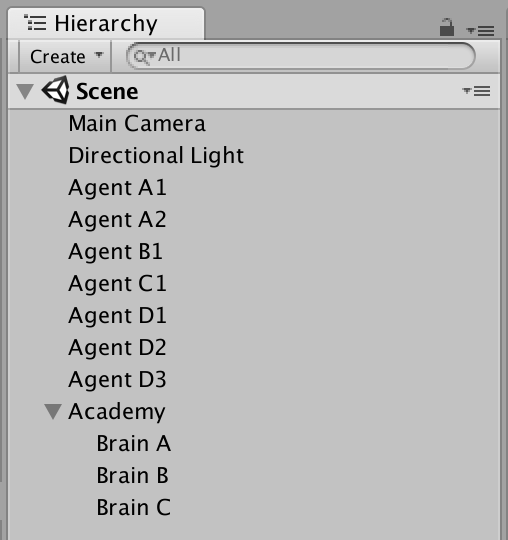 Hierarchy
Create All
Scene
Main Camera
Directional Light
Agent A1
Agent A2
Agent B1
Agent C1
Agent D1
Agent D2
Agent D3
Academy
Brain A
Brain B
Brain C